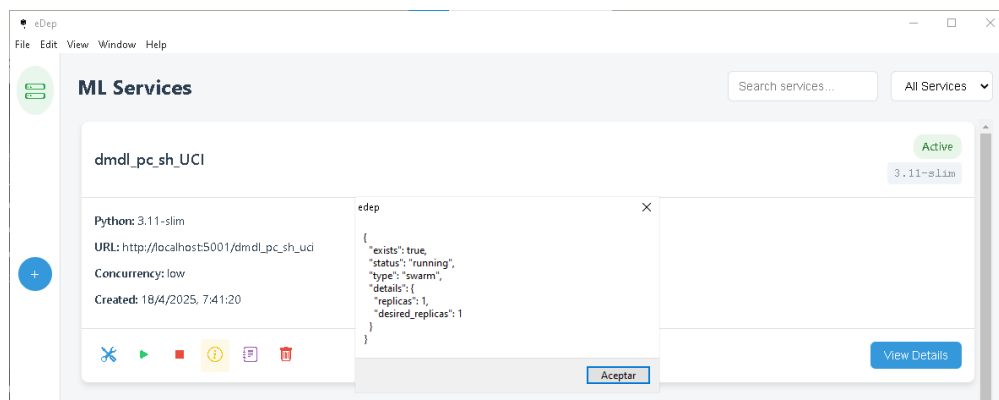 eDep
File Edit View Window Help
ML Services
Search services...
All Services
dmdl_pc_sh_UCI
Active
3.11-slim
Python: 3.11-slim
URL: http://localhost:5001/dmdl_pc_sh_uci
Concurrency: low
Created: 18/4/2025, 7:41:20
edep
{
"exists": true,
"status": "running",
"type": "swarm",
"details": {
"replicas": 1,
"desired_replicas": 1
}
}
Aceptar
View Details